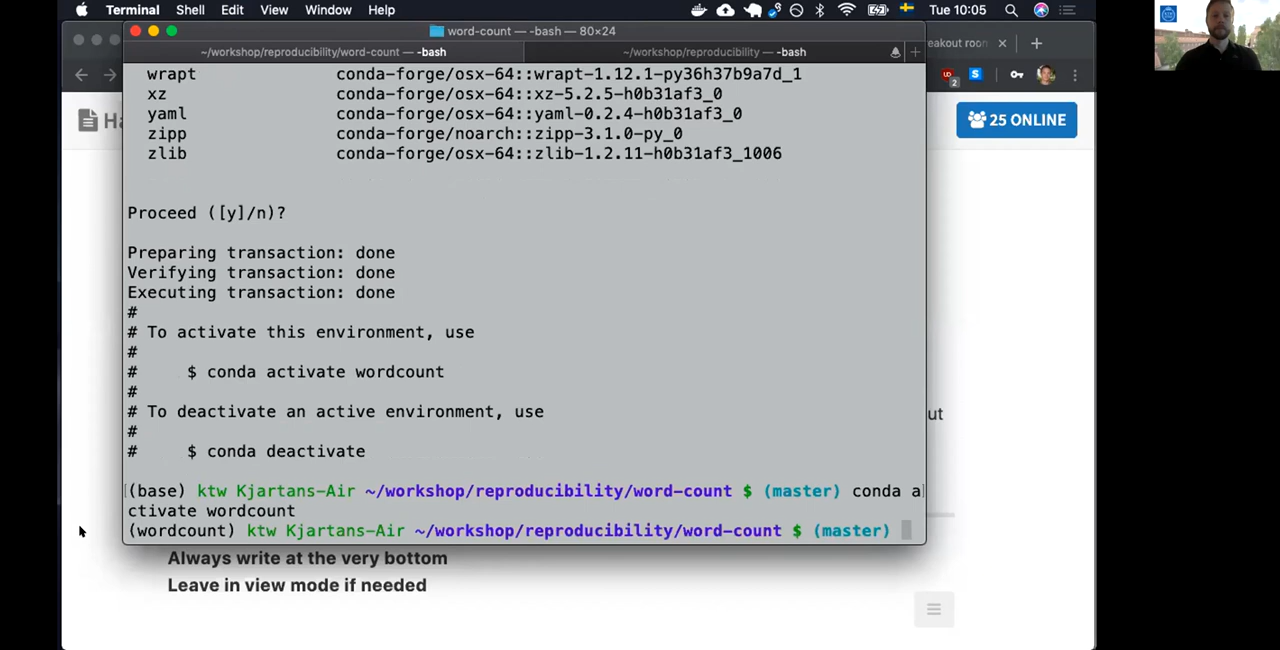 Terminal Shell Edit View Window Help Tue 10:05
word-count — -bash — 80×24
~/workshop/reproducibility/word-count — -bash ~/workshop/reproducibility — -bash
eakout room
wrapt conda-forge/osx-64::wrapt-1.12.1-py36h37b9a7d_1
xz conda-forge/osx-64::xz-5.2.5-h0b31af3_0
yaml conda-forge/osx-64::yaml-0.2.4-h0b31af3_0
zipp conda-forge/noarch::zipp-3.1.0-py_0
zlib conda-forge/osx-64::zlib-1.2.11-h0b31af3_1006
Ha
25 ONLINE
Proceed ([y]/n)?
Preparing transaction: done
Verifying transaction: done
Executing transaction: done
#
# To activate this environment, use
#
# $ conda activate wordcount
#
# To deactivate an active environment, use
#
# $ conda deactivate
ut
(base) ktw Kjartans-Air ~/workshop/reproducibility/word-count $ (master) conda a
ctivate wordcount
(wordcount) ktw Kjartans-Air ~/workshop/reproducibility/word-count $ (master)
Always write at the very bottom
Leave in view mode if needed